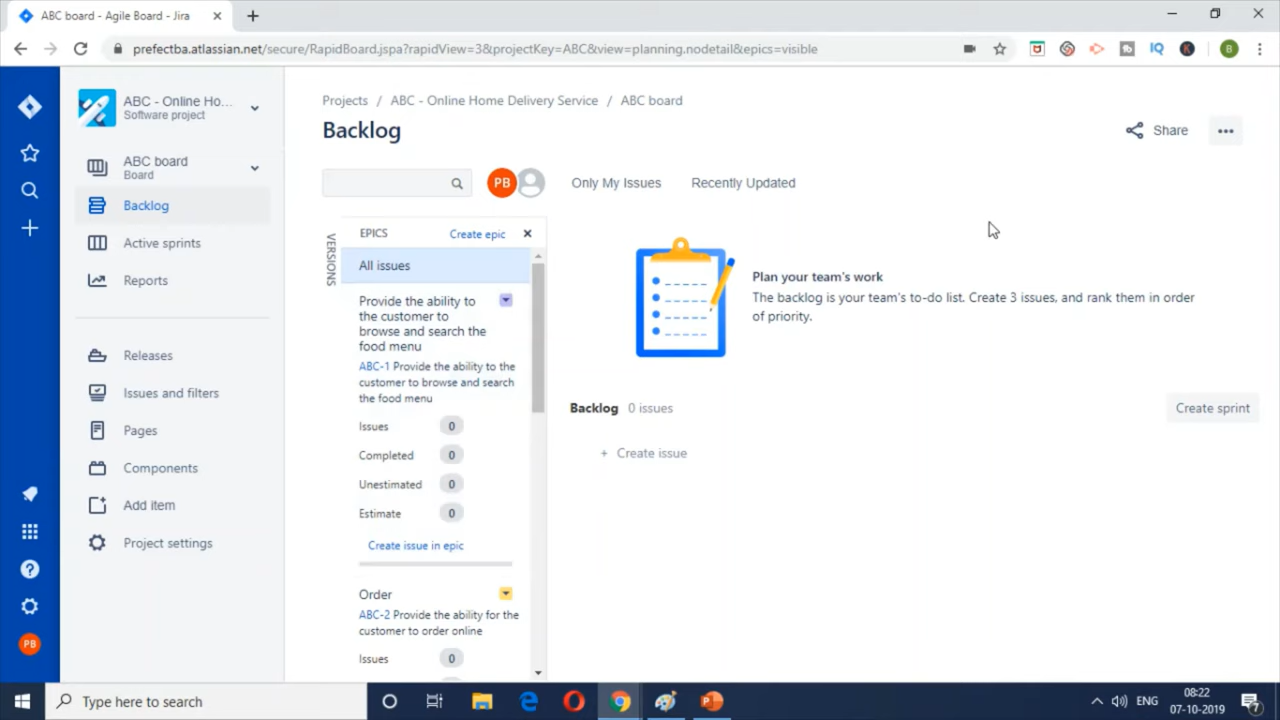 ABC board - Agile Board - Jira
prefectba.atlassian.net/secure/RapidBoard.jspa?rapidView=3&projectKey=ABC&view=planning.nodetail&epics=visible
IQ
K
B
ABC - Online Ho...
Software project
ABC board
Board
Backlog
Active sprints
Reports
Releases
Issues and filters
Pages
Components
Add item
Project settings
PB
Projects / ABC - Online Home Delivery Service / ABC board
Backlog
Share
PB
Only My Issues
Recently Updated
VERSIONS
EPICS
Create epic
All issues
Provide the ability to
the customer to
browse and search the
food menu
ABC-1 Provide the ability to the
customer to browse and search
the food menu
Issues 0
Completed 0
Unestimated 0
Estimate 0
Create issue in epic
Order
ABC-2 Provide the ability for the
customer to order online
Issues 0
Plan your team's work
The backlog is your team's to-do list. Create 3 issues, and rank them in order
of priority.
Backlog 0 issues
Create sprint
+ Create issue
Type here to search
ENG
08:22
07-10-2019
7